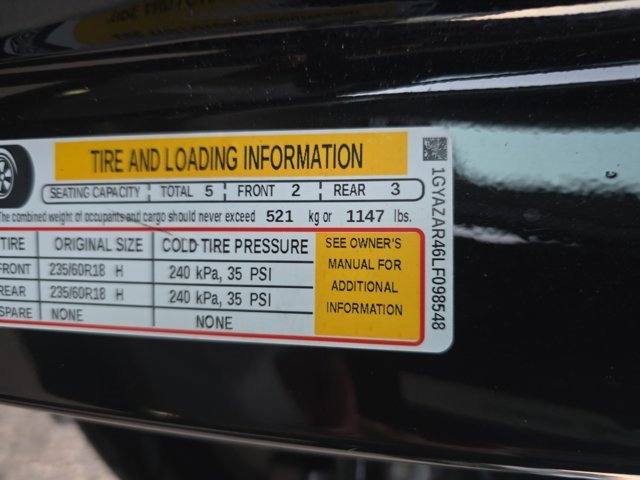 TIRE AND LOADING INFORMATION
SEATING CAPACITY TOTAL 5 FRONT 2 REAR 3
The combined weight of occupants and cargo should never exceed 521 kg or 1147 lbs.
TIRE ORIGINAL SIZE COLD TIRE PRESSURE
FRONT 235/60R18 H 240 kPa, 35 PSI
REAR 235/60R18 H 240 kPa, 35 PSI
SPARE NONE NONE
SEE OWNER'S
MANUAL FOR
ADDITIONAL
INFORMATION
1GYAZAR46LF098548